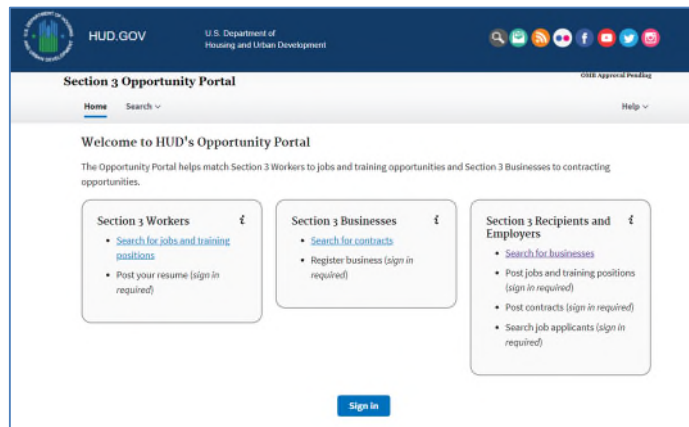 HUD.GOV
U.S. Department of
Housing and Urban Development
Section 3 Opportunity Portal
OMB Approval Pending
Home Search
Help
Welcome to HUD's Opportunity Portal
The Opportunity Portal helps match Section 3 Workers to jobs and training opportunities and Section 3 Businesses to contracting
opportunities.
Section 3 Workers i
• Search for jobs and training
positions
• Post your resume (sign in
required)
Section 3 Businesses i
• Search for contracts
• Register business (sign in
required)
Section 3 Recipients and i
Employers
• Search for businesses
• Post jobs and training positions
(sign in required)
• Post contracts (sign in required)
• Search job applicants (sign in
required)
Sign in